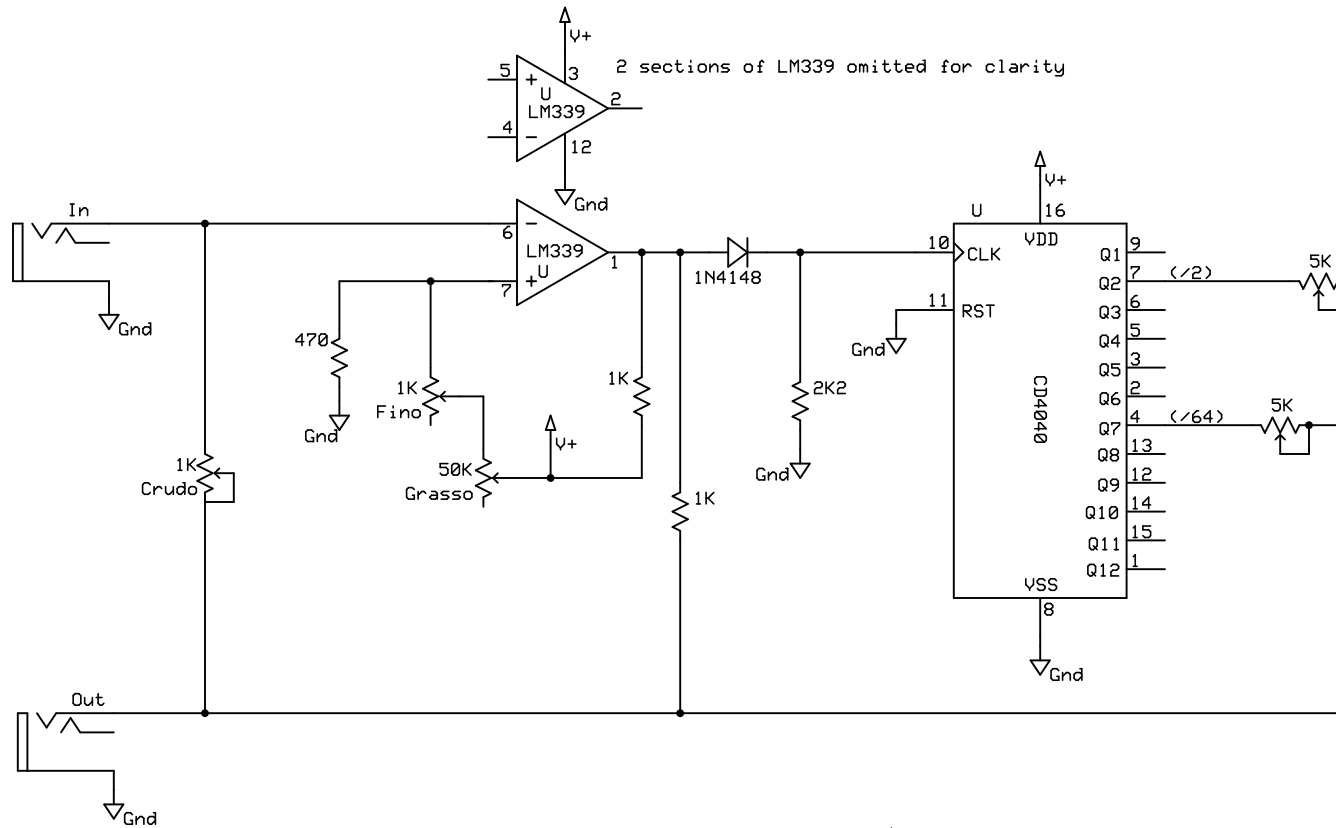 V+
2 sections of LM339 omitted for clarity
5
+
3
U
LM339
2
4
-
12
Gnd
V+
In
U
16
VDD
6
-
LM339
U
1
7
+
1N4148
10
CLK
11
RST
Gnd
Q1
9
Q2
7
(/2)
5K
Q3
6
Q4
5
Q5
3
Q6
2
Q7
4
(/64)
5K
Q8
13
Q9
12
Q10
14
Q11
15
Q12
1
CD4040
VSS
8
Gnd
Gnd
470
Gnd
1K
Fino
1K
V+
50K
Grasso
2K2
Gnd
1K
Crudo
1K
Out
Gnd